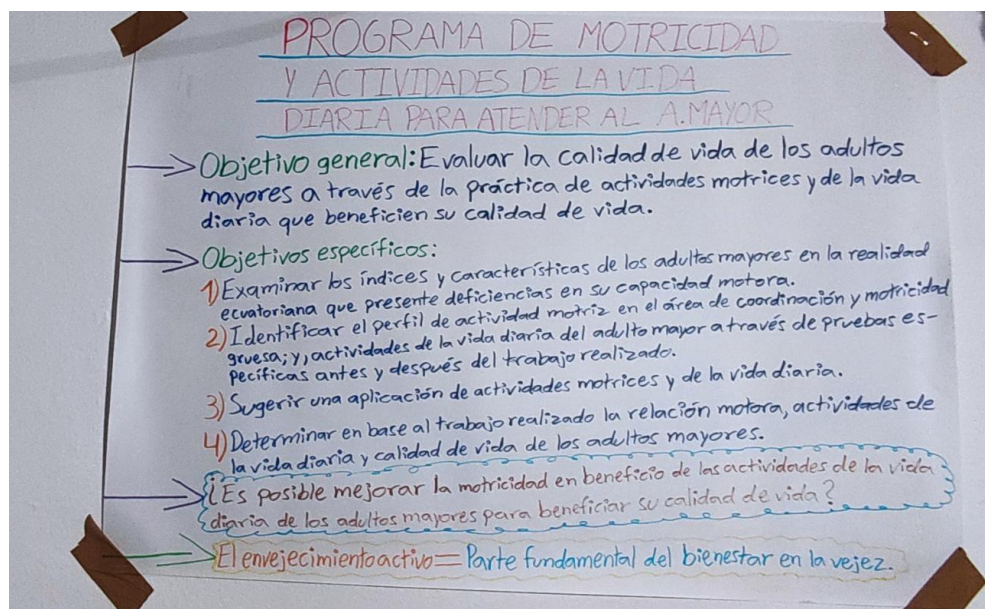 PROGRAMA DE MOTRICIDAD
Y ACTIVIDADES DE LA VIDA
DIARIA PARA ATENDER AL A.MAYOR
Objetivo general: Evaluar la calidad de vida de los adultos
mayores a través de la práctica de actividades motrices y de la vida
diaria que beneficien su calidad de vida.
Objetivos específicos:
1) Examinar los índices y características de los adultos mayores en la realidad
ecuatoriana que presente deficiencias en su capacidad motora.
2) Identificar el perfil de actividad motriz en el área de coordinación y motricidad
gruesa; y, actividades de la vida diaria del adulto mayor a través de pruebas es-
pecíficas antes y después del trabajo realizado.
3) Sugerir una aplicación de actividades motrices y de la vida diaria.
4) Determinar en base al trabajo realizado la relación motora, actividades de
la vida diaria y calidad de vida de los adultos mayores.
¿Es posible mejorar la motricidad en beneficio de las actividades de la vida
diaria de los adultos mayores para beneficiar su calidad de vida?
El envejecimiento activo = Parte fundamental del bienestar en la vejez.